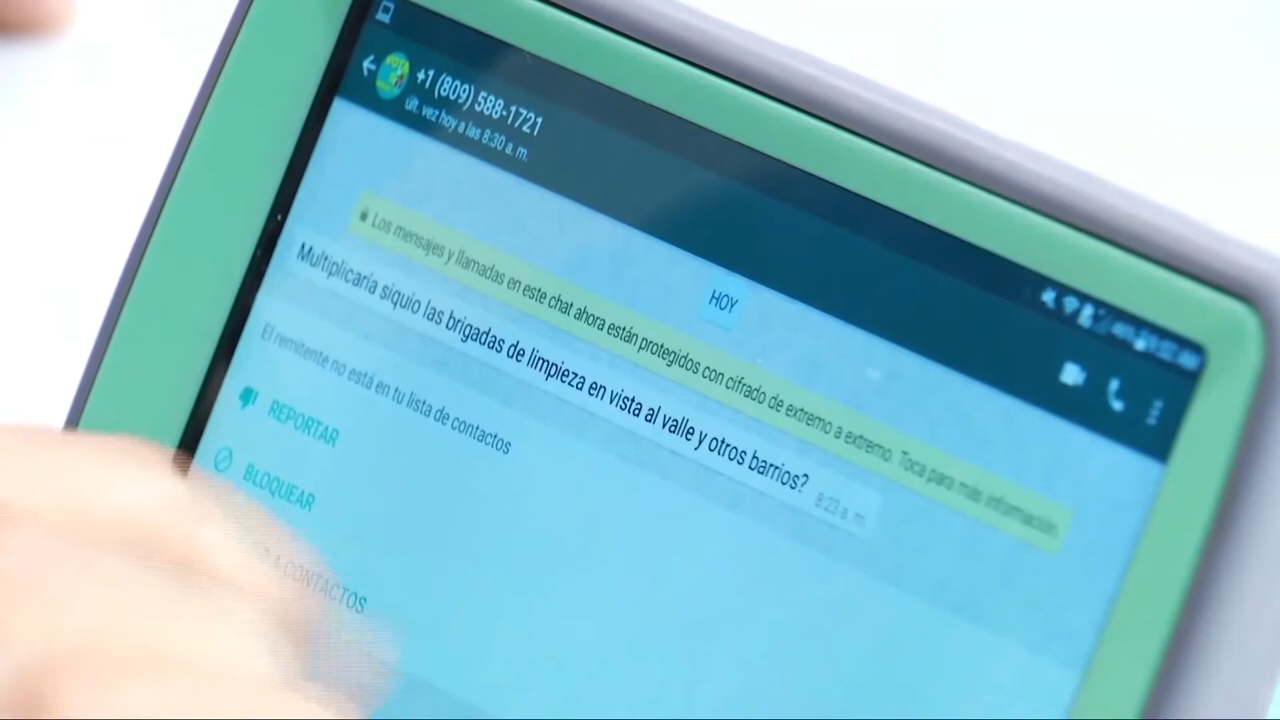 VOTA
+1 (809) 588-1721
últ. vez hoy a las 8:30 a. m.
HOY
Los mensajes y llamadas en este chat ahora están protegidos con cifrado de extremo a extremo. Toca para más información.
Multiplicaría siquio las brigadas de limpieza en vista al valle y otros barrios?
8:23 a. m.
El remitente no está en tu lista de contactos
REPORTAR
BLOQUEAR
CONTACTOS